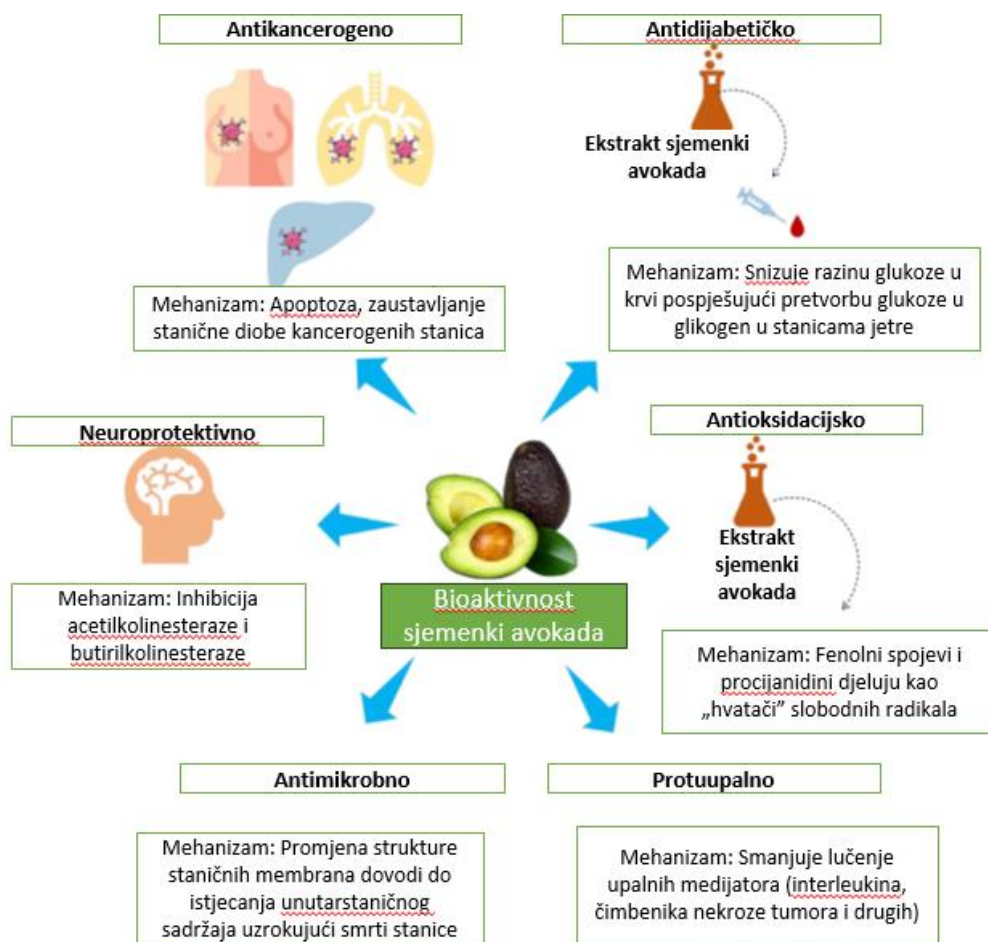 Antikancerogeno
Mehanizam: Apoptoza, zaustavljanje
stanične diobe kancerogenih stanica
Antidijabetičko
Ekstrakt sjemenki
avokada
Mehanizam: Snizuje razinu glukoze u
krvi pospješujući pretvorbu glukoze u
glikogen u stanicama jetre
Neuroprotektivno
Mehanizam: Inhibicija
acetilkolinesteraze i
butirilkolinesteraze
Bioaktivnost
sjemenki avokada
Antioksidacijsko
Ekstrakt
sjemenki
avokada
Mehanizam: Fenolni spojevi i
procijanidini djeluju kao
„hvatači” slobodnih radikala
Antimikrobno
Mehanizam: Promjena strukture
staničnih membrana dovodi do
istjecanja unutarstaničnog
sadržaja uzrokujući smrti stanice
Protuupalno
Mehanizam: Smanjuje lučenje
upalnih medijatora (interleukina,
čimbenika nekroze tumora i drugih)